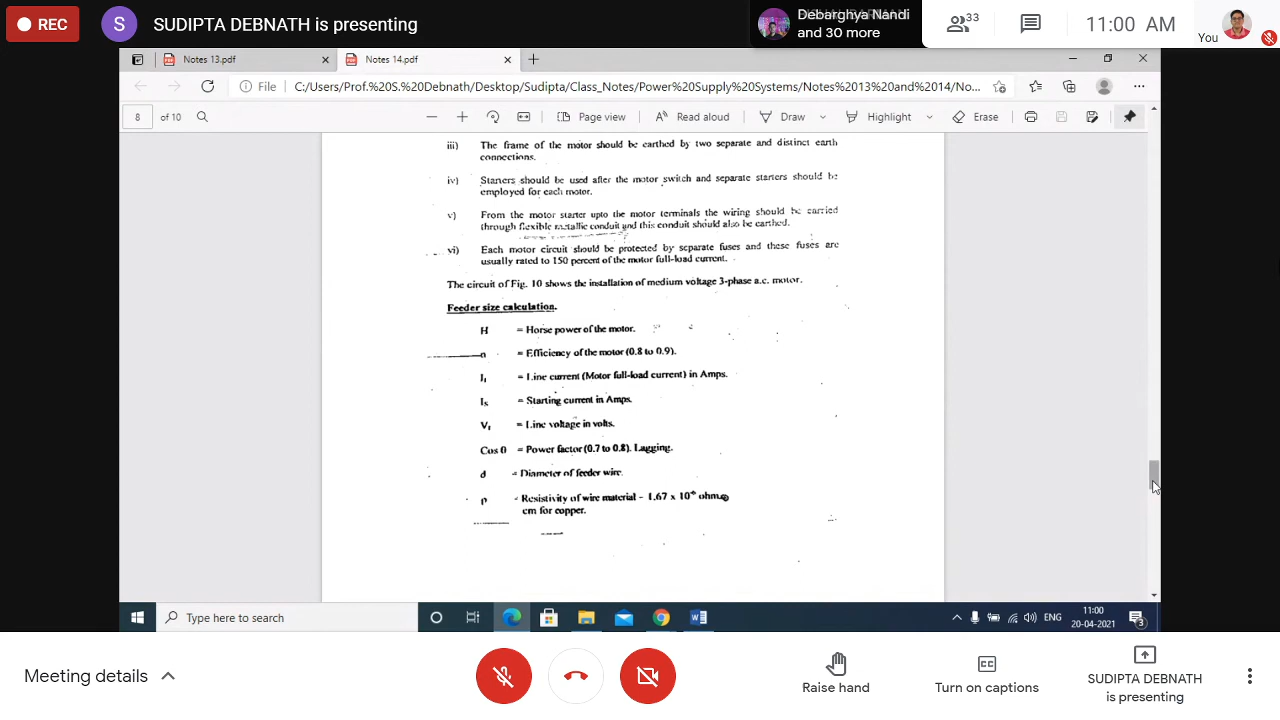 REC
S
SUDIPTA DEBNATH is presenting
Debarghya Nandi
and 30 more
33
11:00 AM
You
Notes 13.pdf
Notes 14.pdf
File
C:/Users/Prof.%20S.%20Debnath/Desktop/Sudipta/Class_Notes/Power%20Supply%20Systems/Notes%2013%20and%2014/No...
8 of 10
Page view
Read aloud
Draw
Highlight
Erase
iii) The frame of the motor should be earthed by two separate and distinct earth
connections.
iv) Starters should be used after the motor switch and separate starters should be
employed for each motor.
v) From the motor starter upto the motor terminals the wiring should be carried
through flexible metallic conduit and this conduit should also be earthed.
vi) Each motor circuit should be protected by separate fuses and these fuses are
usually rated to 150 percent of the motor full-load current.
The circuit of Fig. 10 shows the installation of medium voltage 3-phase a.c. motor.
Feeder size calculation.
H = Horse power of the motor.
= Efficiency of the motor (0.8 to 0.9).
= Line current (Motor full-load current) in Amps.
Is = Starting current in Amps.
= Line voltage in volts.
Cos θ = Power factor (0.7 to 0.8). Lagging.
d = Diameter of feeder wire.
ρ = Resistivity of wire material – 1.67 x
cm for copper.
Type here to search
ENG
11:00
20-04-2021
3
Meeting details
Raise hand
Turn on captions
SUDIPTA DEBNATH
is presenting